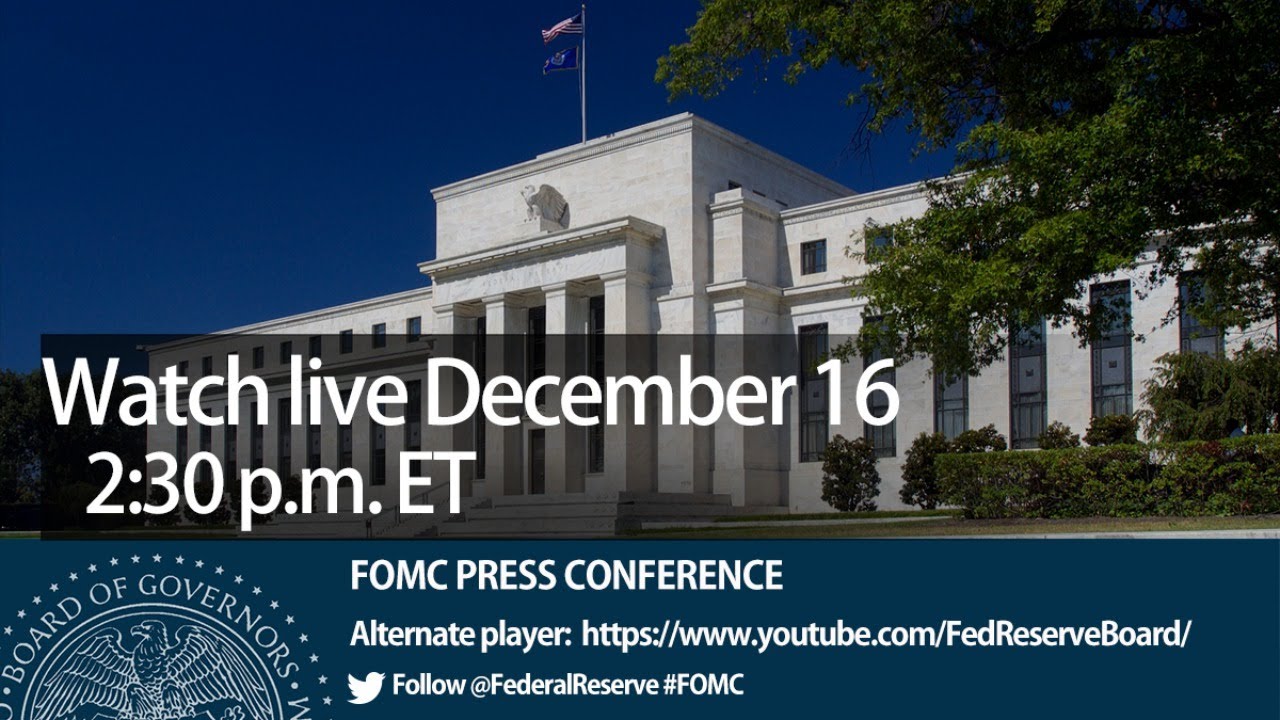 Watch live December 16
2:30 p.m. ET
FOMC PRESS CONFERENCE
Alternate player: https://www.youtube.com/FedReserveBoard/
Follow @FederalReserve #FOMC
BOARD OF GOVERNORS